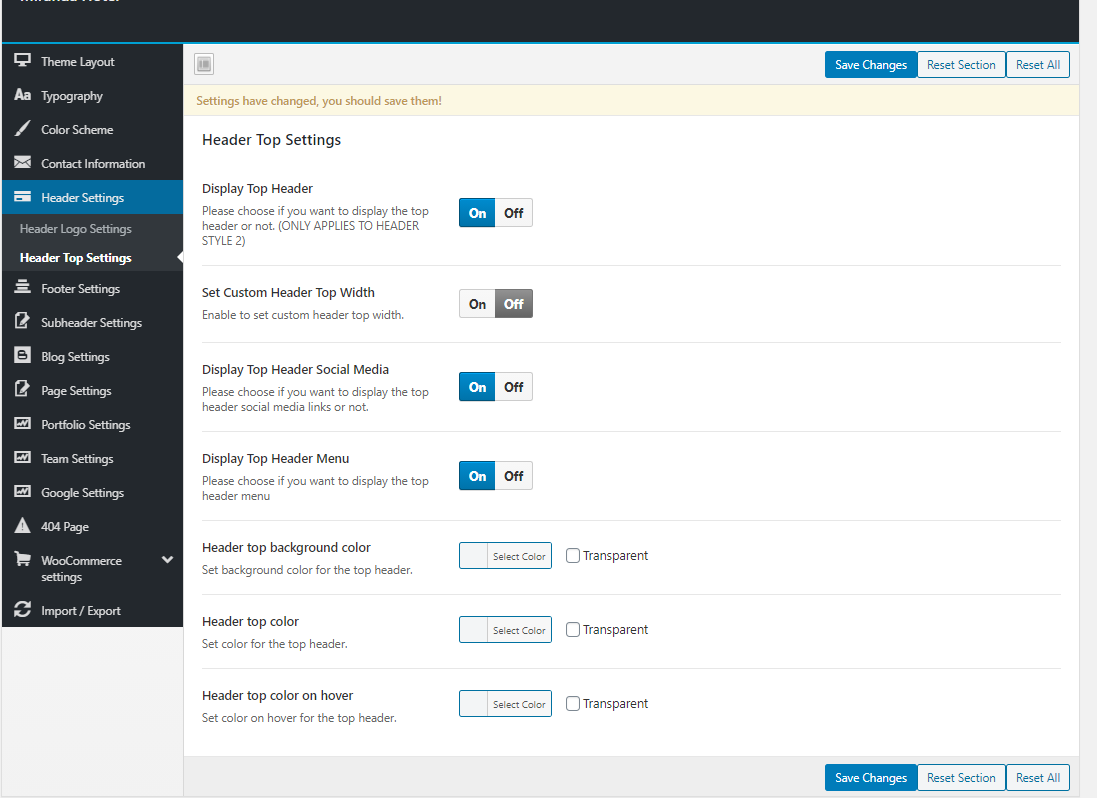 Theme Layout
Typography
Color Scheme
Contact Information
Header Settings
Header Logo Settings
Header Top Settings
Footer Settings
Subheader Settings
Blog Settings
Page Settings
Portfolio Settings
Team Settings
Google Settings
404 Page
WooCommerce
settings
Import / Export
Save Changes Reset Section Reset All
Settings have changed, you should save them!
Header Top Settings
Display Top Header
Please choose if you want to display the top
header or not. (ONLY APPLIES TO HEADER
STYLE 2)
On Off
Set Custom Header Top Width
Enable to set custom header top width.
On Off
Display Top Header Social Media
Please choose if you want to display the top
header social media links or not.
On Off
Display Top Header Menu
Please choose if you want to display the top
header menu
On Off
Header top background color
Set background color for the top header.
Select Color Transparent
Header top color
Set color for the top header.
Select Color Transparent
Header top color on hover
Set color on hover for the top header.
Select Color Transparent
Save Changes Reset Section Reset All